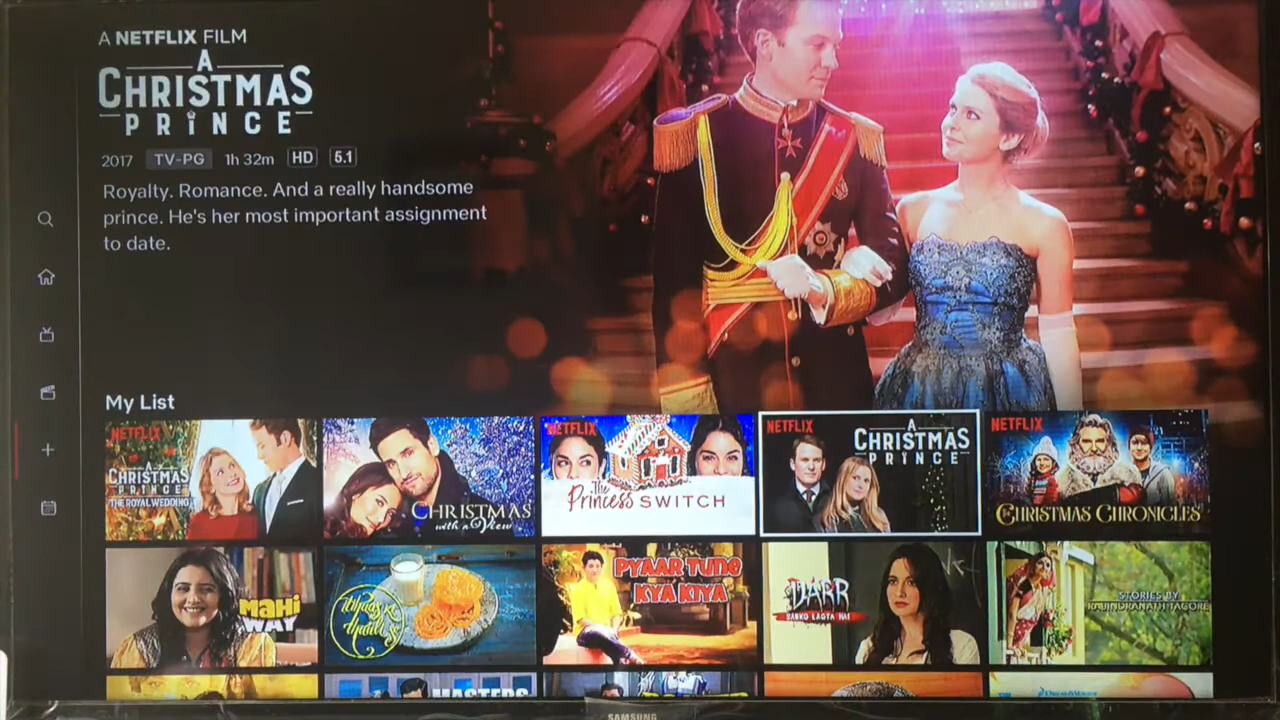 A NETFLIX FILM
A
CHRISTMAS
PRINCE
2017 TV-PG 1h 32m HD 5.1
Royalty. Romance. And a really handsome
prince. He's her most important assignment
to date.
My List
NETFLIX
A
CHRISTMAS
PRINCE
THE ROYAL WEDDING
CHRISTMAS
with a View
NETFLIX
The
Princess SWITCH
NETFLIX
A
CHRISTMAS
PRINCE
NETFLIX
THE
CHRISTMAS CHRONICLES
MAHI
WAY
PYAAR TUNE
KYA KIYA
DARR
SABKO LAGTA HAI
STORIES BY
RABINDRANATH TAGORE
MASTERS
DREAMWORKS
SAMSUNG